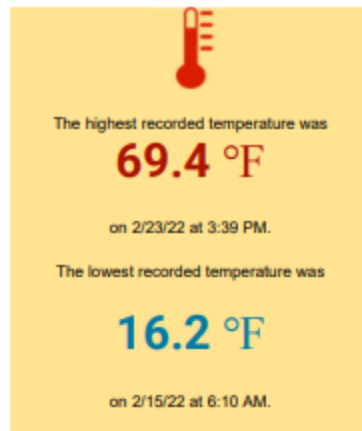 The highest recorded temperature was
69.4 °F
on 2/23/22 at 3:39 PM.
The lowest recorded temperature was
16.2 °F
on 2/15/22 at 6:10 AM.